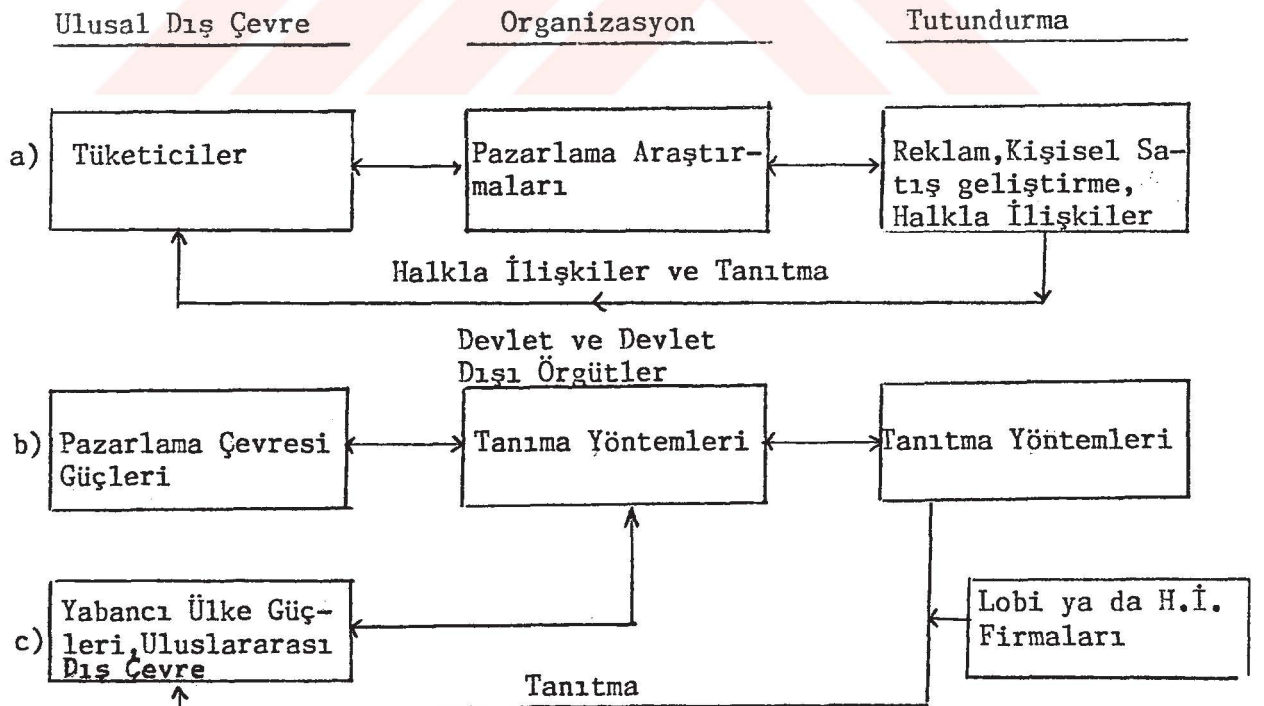 Ulusal Dış Çevre
Organizasyon
Tutundurma
a)
Tüketiciler
Pazarlama Araştır-
maları
Reklam,Kişisel Sa-
tış geliştirme,
Halkla İlişkiler
Halkla İlişkiler ve Tanıtma
Devlet ve Devlet
Dışı Örgütler
b)
Pazarlama Çevresi
Güçleri
Tanıma Yöntemleri
Tanıtma Yöntemleri
c)
Yabancı Ülke Güç-
leri,Uluslararası
Dış Çevre
Lobi ya da H.İ.
Firmaları
Tanıtma